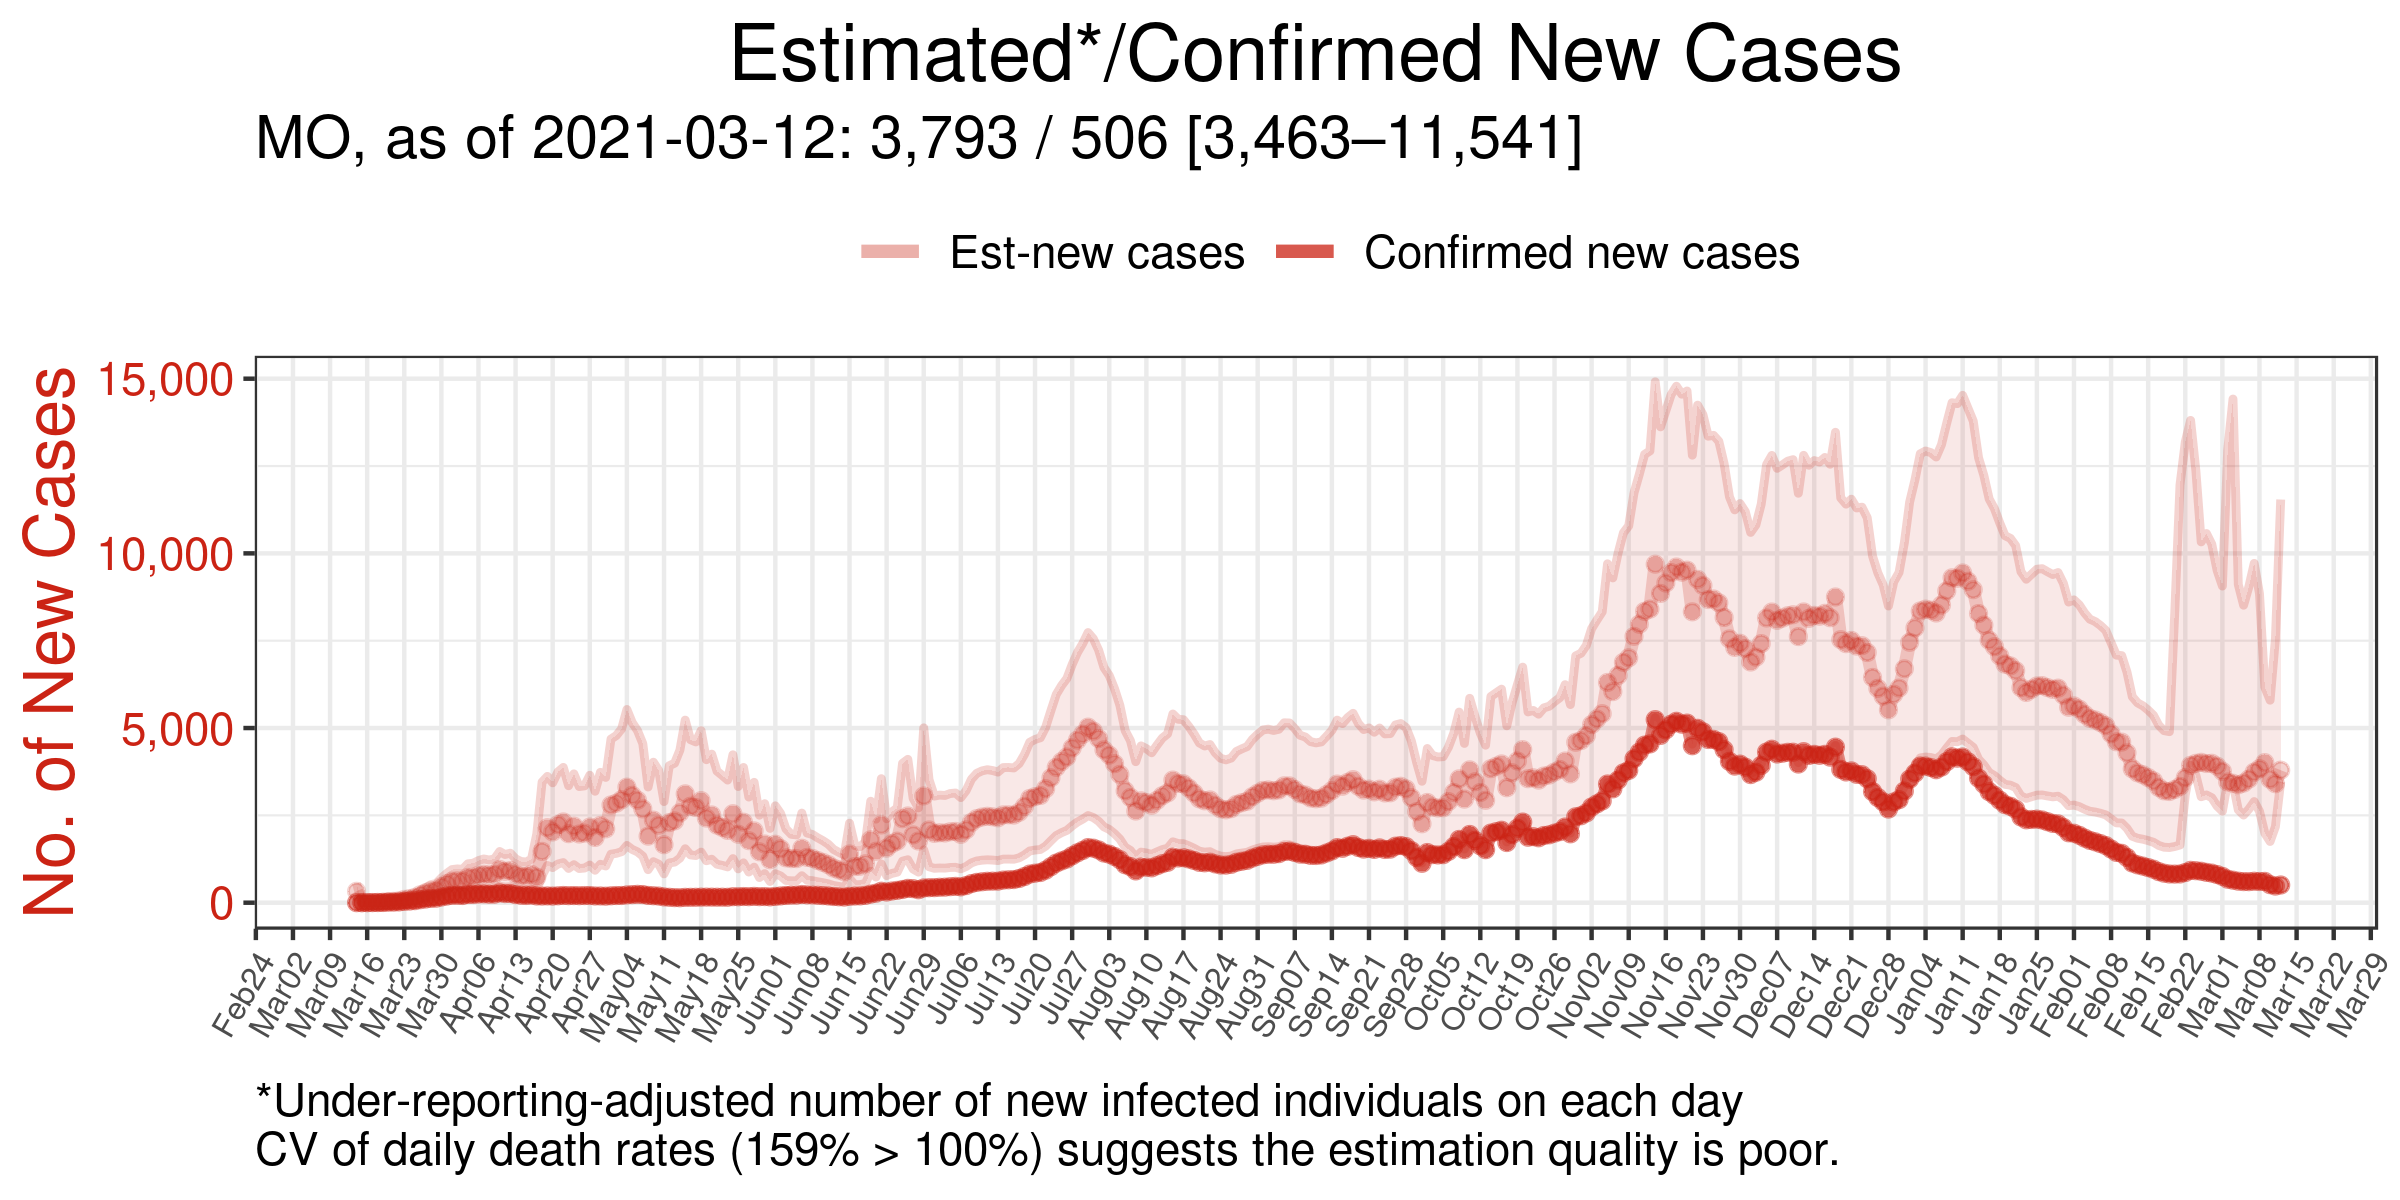 Estimated*/Confirmed New Cases
MO, as of 2021-03-12: 3,793 / 506 [3,463–11,541]
Est-new cases
Confirmed new cases
No. of New Cases
15,000
10,000
5,000
0
Feb24
Mar02
Mar09
Mar16
Mar23
Mar30
Apr06
Apr13
Apr20
Apr27
May04
May11
May18
May25
Jun01
Jun08
Jun15
Jun22
Jun29
Jul06
Jul13
Jul20
Jul27
Aug03
Aug10
Aug17
Aug24
Aug31
Sep07
Sep14
Sep21
Sep28
Oct05
Oct12
Oct19
Oct26
Nov02
Nov09
Nov16
Nov23
Nov30
Dec07
Dec14
Dec21
Dec28
Jan04
Jan11
Jan18
Jan25
Feb01
Feb08
Feb15
Feb22
Mar01
Mar08
Mar15
Mar22
Mar29
*Under-reporting-adjusted number of new infected individuals on each day
CV of daily death rates (159% > 100%) suggests the estimation quality is poor.